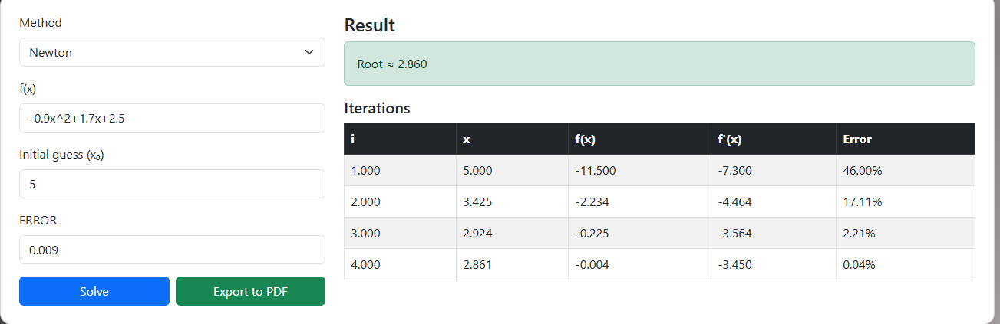 Method
Newton
f(x)
-0.9x^2+1.7x+2.5
Initial guess (x₀)
5
ERROR
0.009
Solve
Export to PDF
Result
Root ≈ 2.860
Iterations
i x f(x) f'(x) Error
1.000 5.000 -11.500 -7.300 46.00%
2.000 3.425 -2.234 -4.464 17.11%
3.000 2.924 -0.225 -3.564 2.21%
4.000 2.861 -0.004 -3.450 0.04%